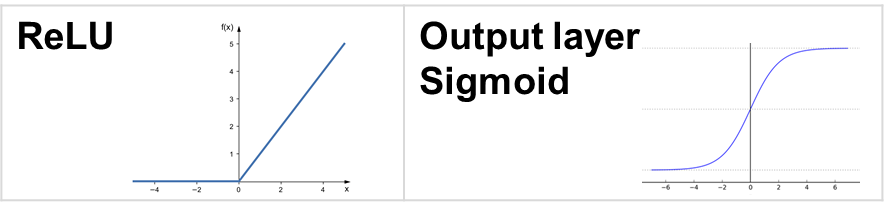 ReLU
f(x)
5
4
3
2
1
−4 −2 0 2 4 x
Output layer
Sigmoid
−6 −4 −2 0 2 4 6